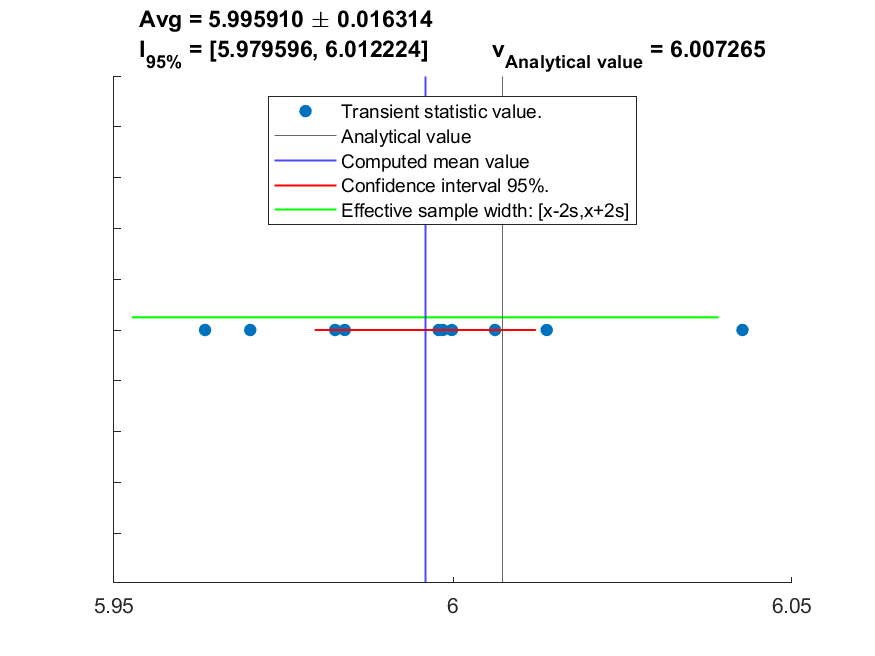 Avg = 5.995910 ± 0.016314
I95% = [5.979596, 6.012224] vAnalytical value = 6.007265
Transient statistic value.
Analytical value
Computed mean value
Confidence interval 95%.
Effective sample width: [x-2s,x+2s]
5.95 6 6.05